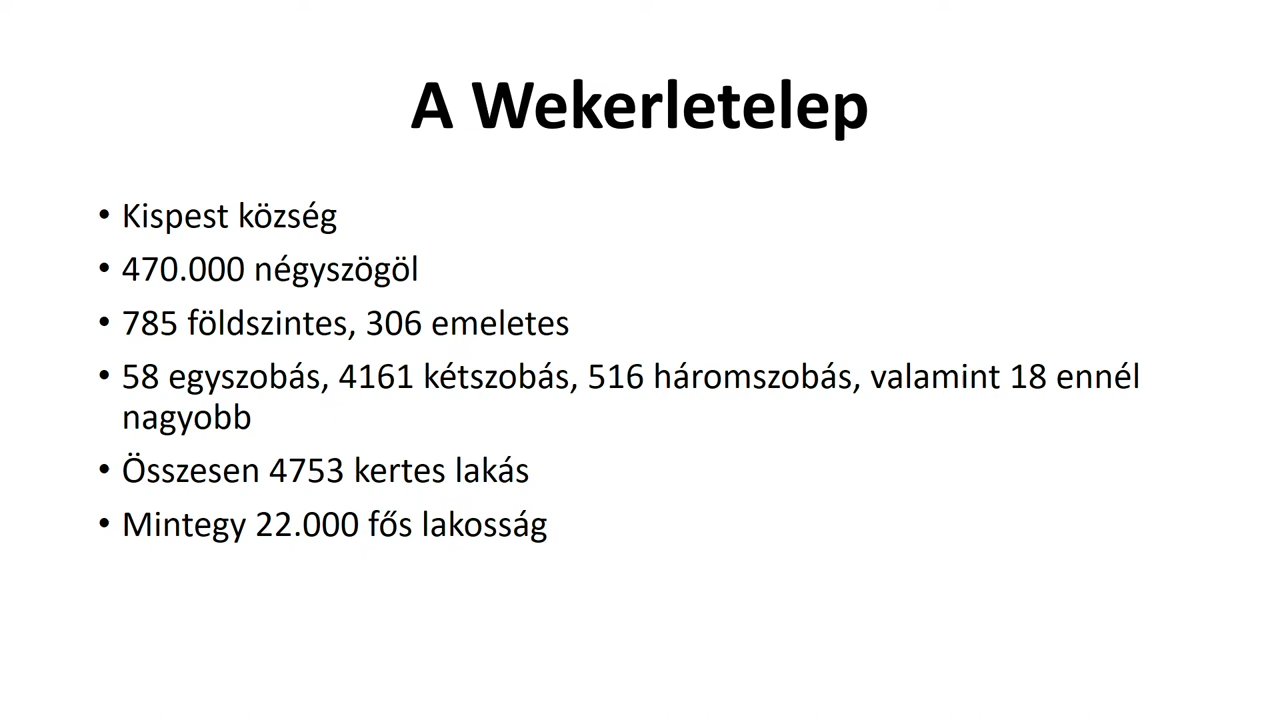 A Wekerletelep
• Kispest község
• 470.000 négyszögöl
• 785 földszintes, 306 emeletes
• 58 egyszobás, 4161 kétszobás, 516 háromszobás, valamint 18 ennél
nagyobb
• Összesen 4753 kertes lakás
• Mintegy 22.000 fős lakosság